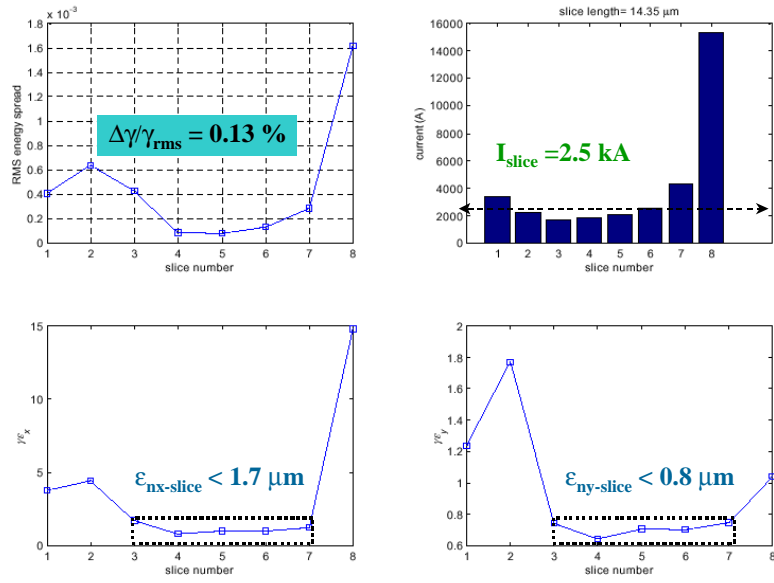 x 10⁻³
1.8
1.6
1.4
1.2
1
0.8
0.6
0.4
0.2
0
RMS energy spread
Δγ/γrms = 0.13 %
1 2 3 4 5 6 7 8
slice number
slice length= 14.35 μm
16000
14000
12000
10000
8000
6000
4000
2000
0
current (A)
Islice =2.5 kA
1 2 3 4 5 6 7 8
slice number
15
10
5
0
γεx
εnx-slice < 1.7 μm
1 2 3 4 5 6 7 8
slice number
2
1.8
1.6
1.4
1.2
1
0.8
0.6
γεy
εny-slice < 0.8 μm
1 2 3 4 5 6 7 8
slice number